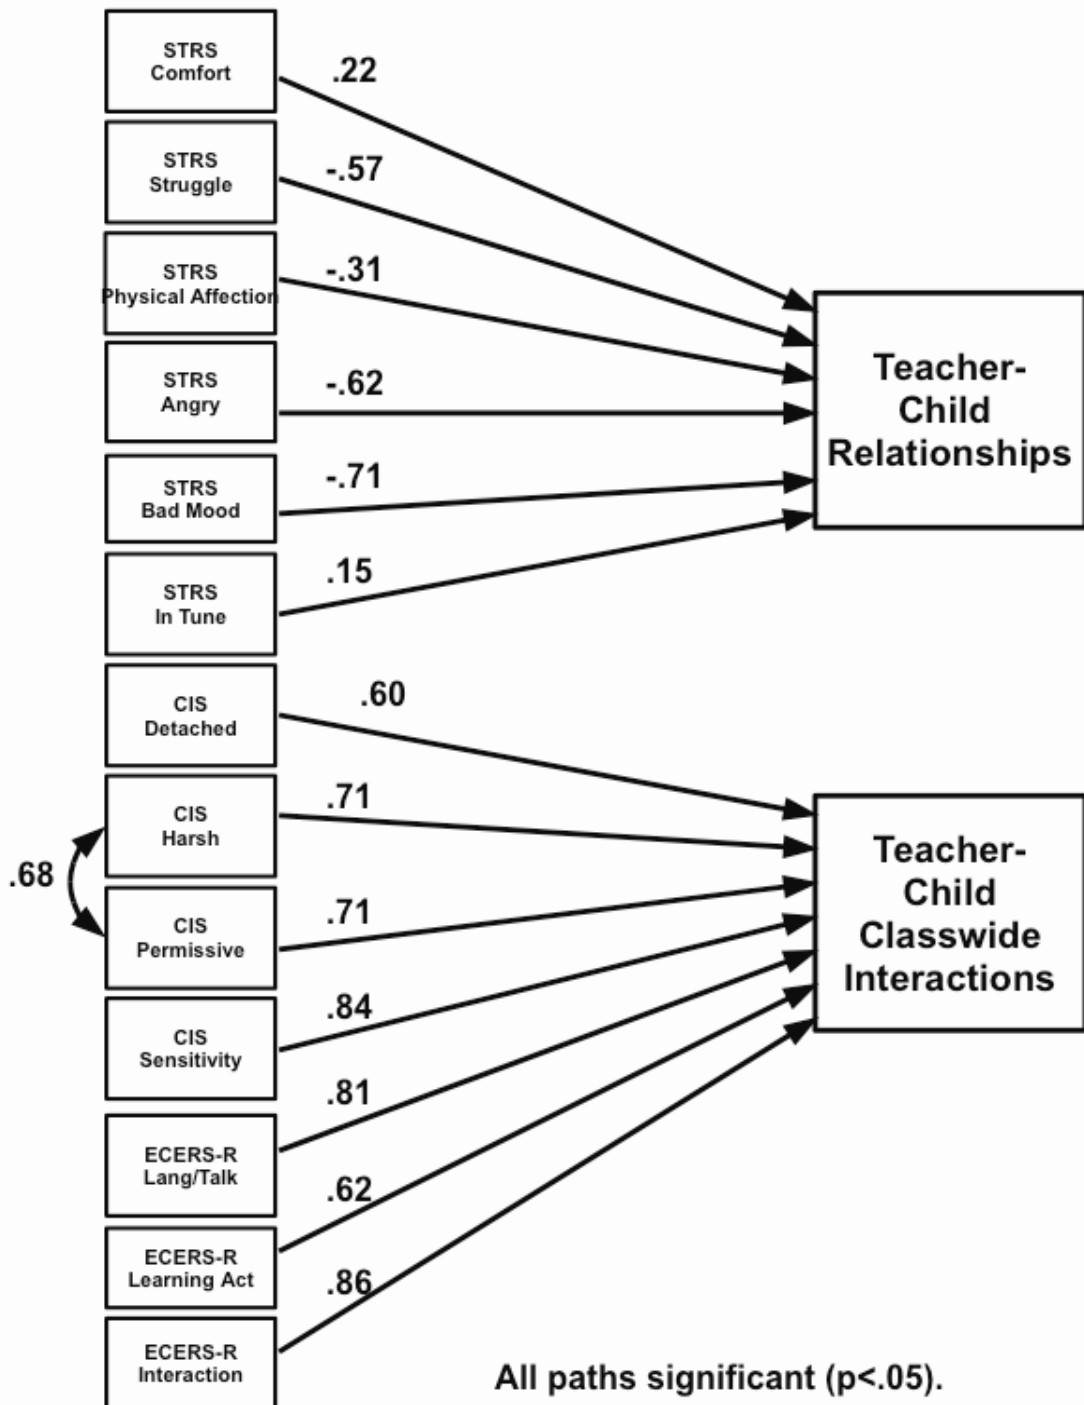 STRS
Comfort
.22
STRS
Struggle
-.57
STRS
Physical Affection
-.31
STRS
Angry
-.62
STRS
Bad Mood
-.71
STRS
In Tune
.15
Teacher-
Child
Relationships
CIS
Detached
.60
CIS
Harsh
.71
.68
CIS
Permissive
.71
CIS
Sensitivity
.84
ECERS-R
Lang/Talk
.81
ECERS-R
Learning Act
.62
ECERS-R
Interaction
.86
Teacher-
Child
Classwide
Interactions
All paths significant (p<.05).